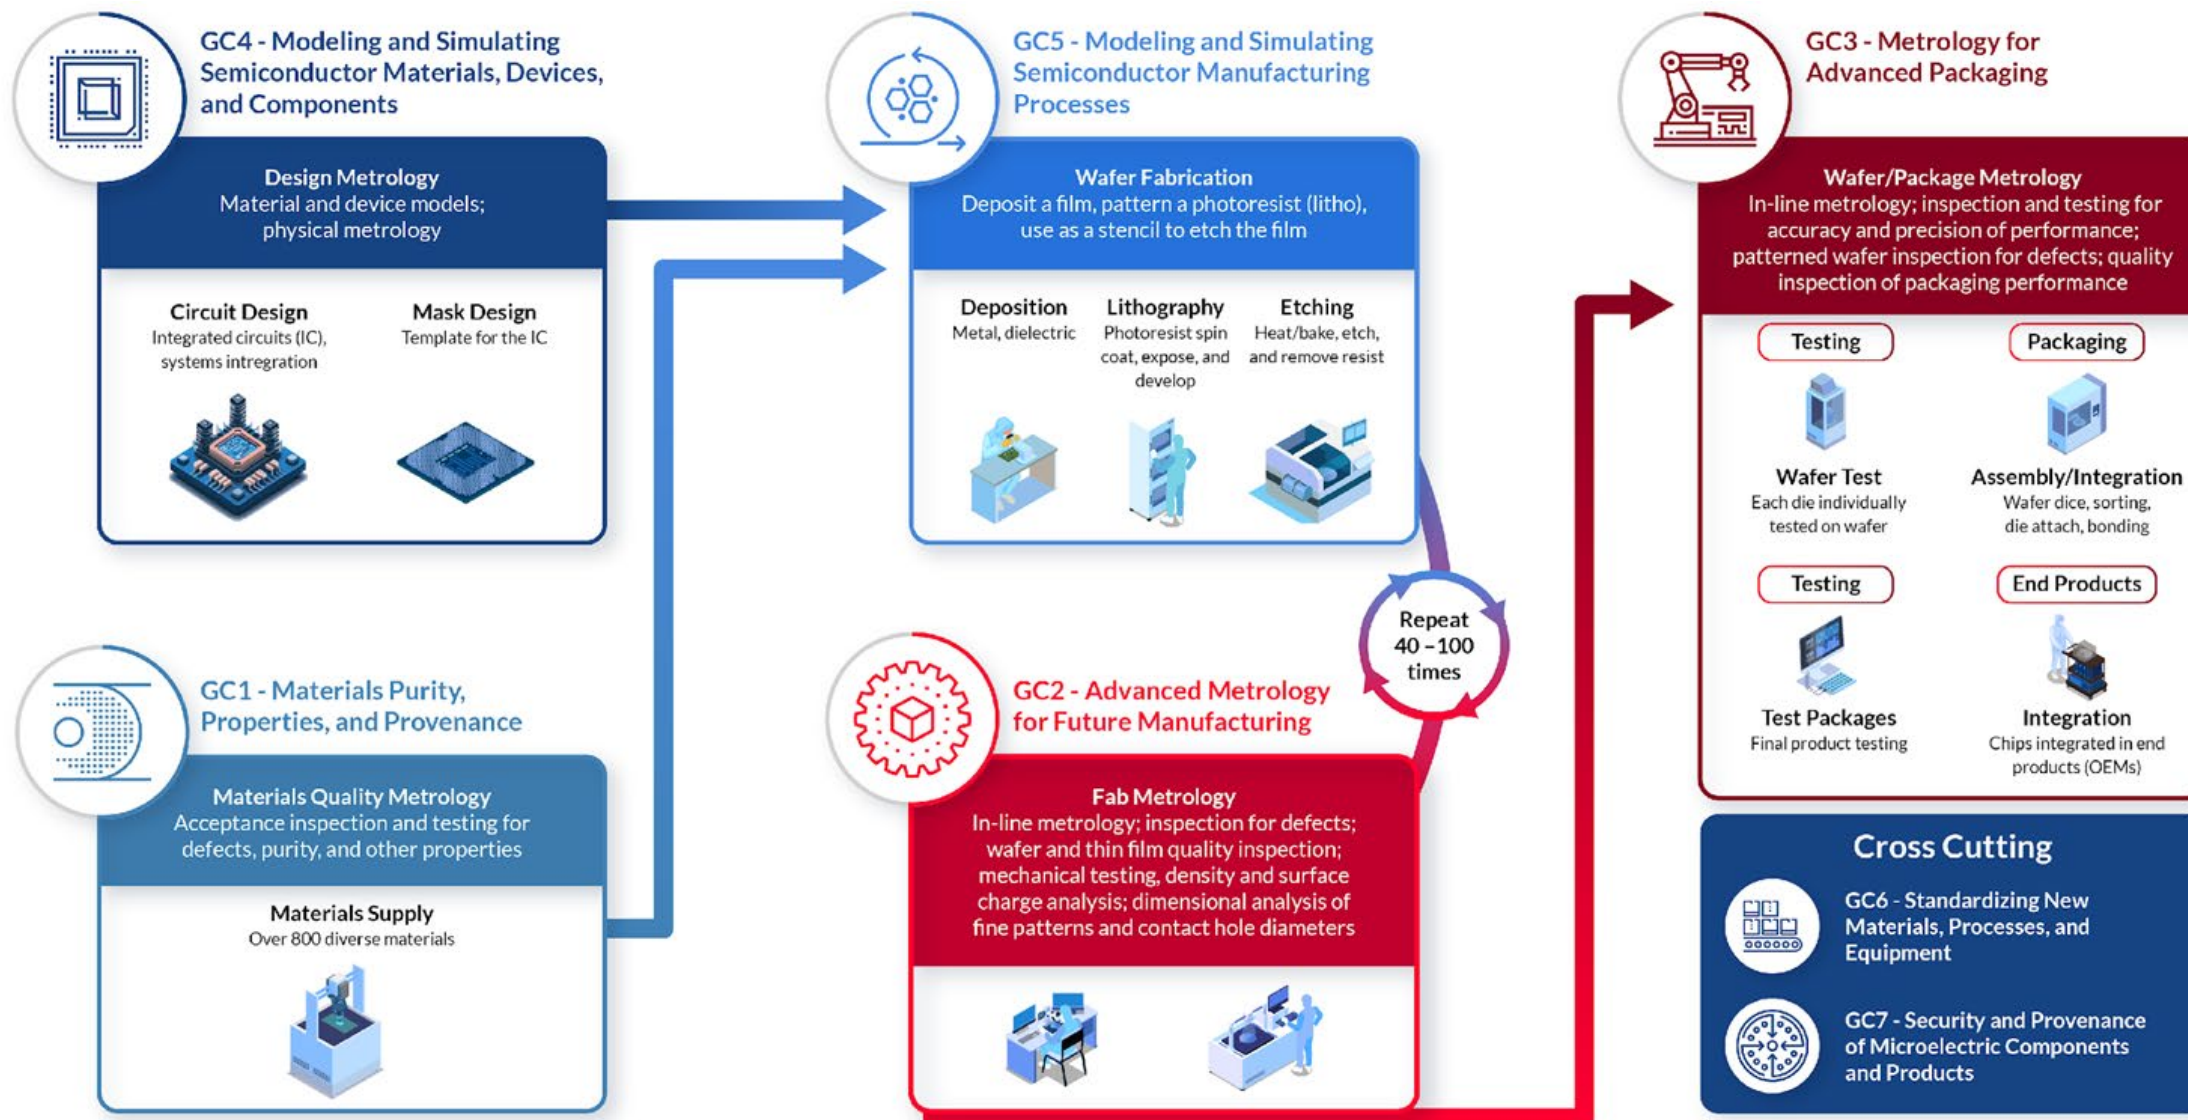 GC4 - Modeling and Simulating
Semiconductor Materials, Devices,
and Components
Design Metrology
Material and device models;
physical metrology
Circuit Design
Integrated circuits (IC),
systems intregration
Mask Design
Template for the IC
GC1 - Materials Purity,
Properties, and Provenance
Materials Quality Metrology
Acceptance inspection and testing for
defects, purity, and other properties
Materials Supply
Over 800 diverse materials
GC5 - Modeling and Simulating
Semiconductor Manufacturing
Processes
Wafer Fabrication
Deposit a film, pattern a photoresist (litho),
use as a stencil to etch the film
Deposition
Metal, dielectric
Lithography
Photoresist spin
coat, expose, and
develop
Etching
Heat/bake, etch,
and remove resist
Repeat
40 – 100
times
GC2 - Advanced Metrology
for Future Manufacturing
Fab Metrology
In-line metrology; inspection for defects;
wafer and thin film quality inspection;
mechanical testing, density and surface
charge analysis; dimensional analysis of
fine patterns and contact hole diameters
GC3 - Metrology for
Advanced Packaging
Wafer/Package Metrology
In-line metrology; inspection and testing for
accuracy and precision of performance;
patterned wafer inspection for defects; quality
inspection of packaging performance
Testing
Wafer Test
Each die individually
tested on wafer
Packaging
Assembly/Integration
Wafer dice, sorting,
die attach, bonding
Testing
Test Packages
Final product testing
End Products
Integration
Chips integrated in end
products (OEMs)
Cross Cutting
GC6 - Standardizing New
Materials, Processes, and
Equipment
GC7 - Security and Provenance
of Microelectric Components
and Products